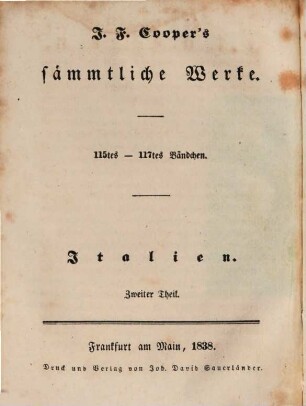 J. F. Cooper's
sämmtliche Werke.
115tes — 117tes Bändchen.
Italien.
Zweiter Theil.
Frankfurt am Main, 1838.
Druck und Verlag von Joh. David Sauerländer.